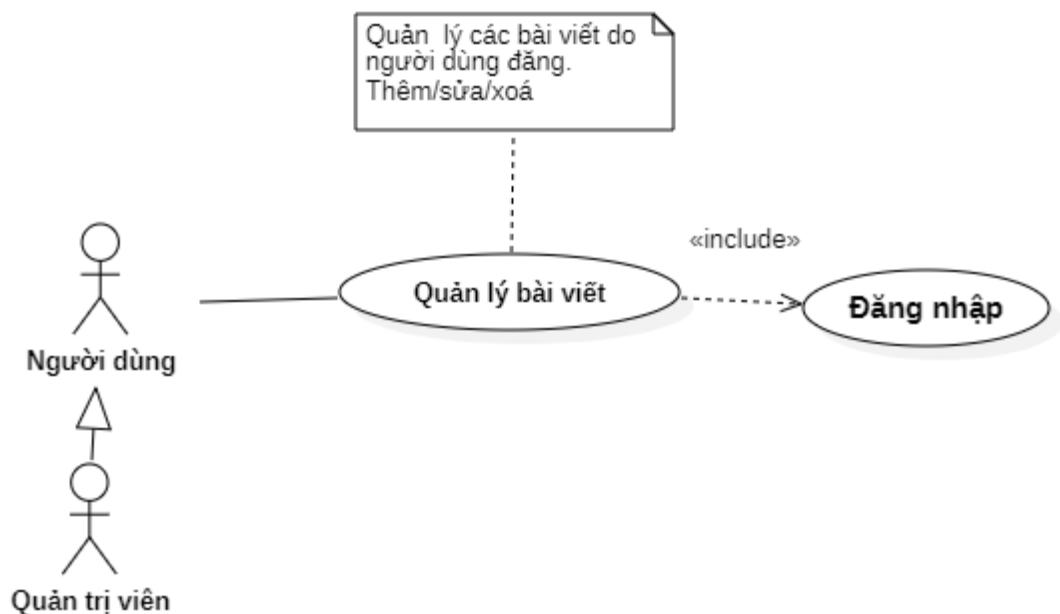 Quản lý các bài viết do
người dùng đăng.
Thêm/sửa/xoá
«include»
Quản lý bài viết
Đăng nhập
Người dùng
Quản trị viên